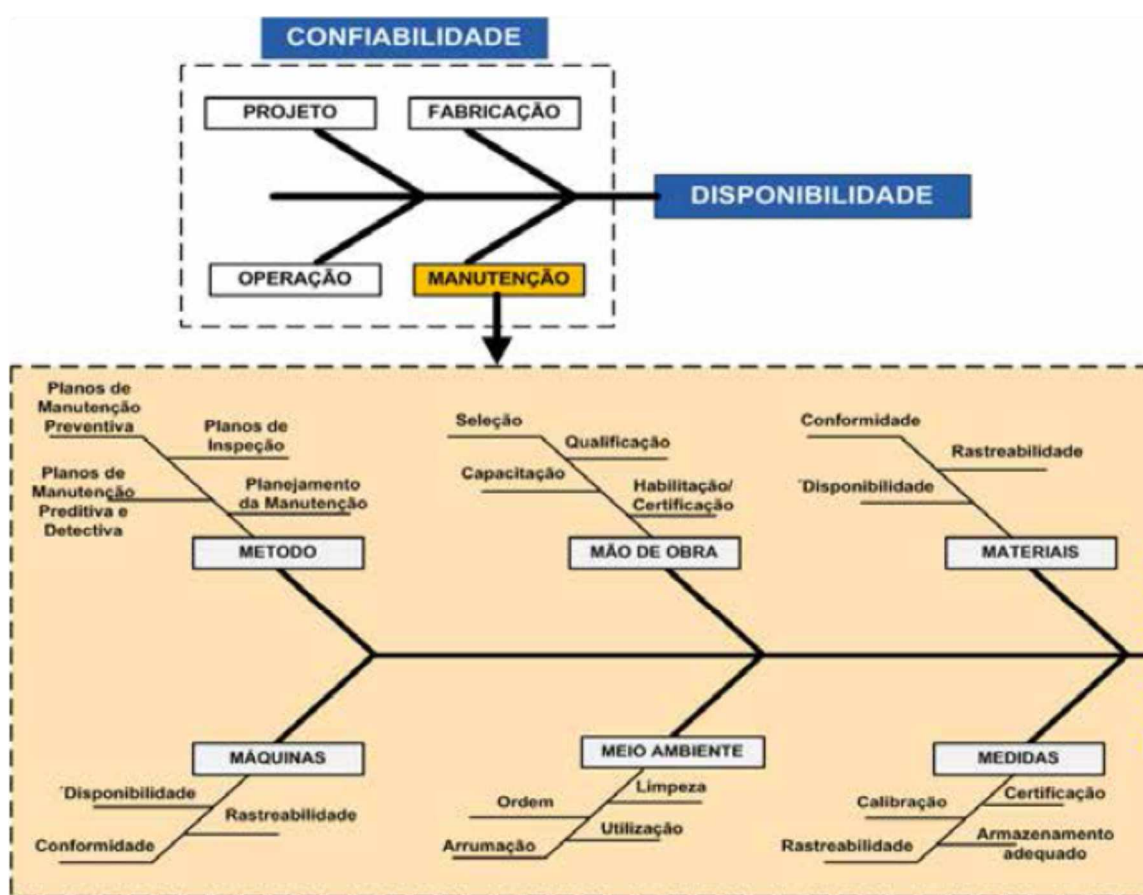 CONFIABILIDADE
PROJETO
FABRICAÇÃO
DISPONIBILIDADE
OPERAÇÃO
MANUTENÇÃO
Planos de
Manutenção
Preventiva
Planos de
Inspeção
Planos de
Manutenção
Preditiva e
Detectiva
Planejamento
da Manutenção
METODO
Seleção
Qualificação
Capacitação
Habilitação/
Certificação
MÃO DE OBRA
Conformidade
Rastreabilidade
´Disponibilidade
MATERIAIS
MÁQUINAS
´Disponibilidade
Rastreabilidade
Conformidade
MEIO AMBIENTE
Limpeza
Ordem
Utilização
Arrumação
MEDIDAS
Certificação
Calibração
Armazenamento
adequado
Rastreabilidade